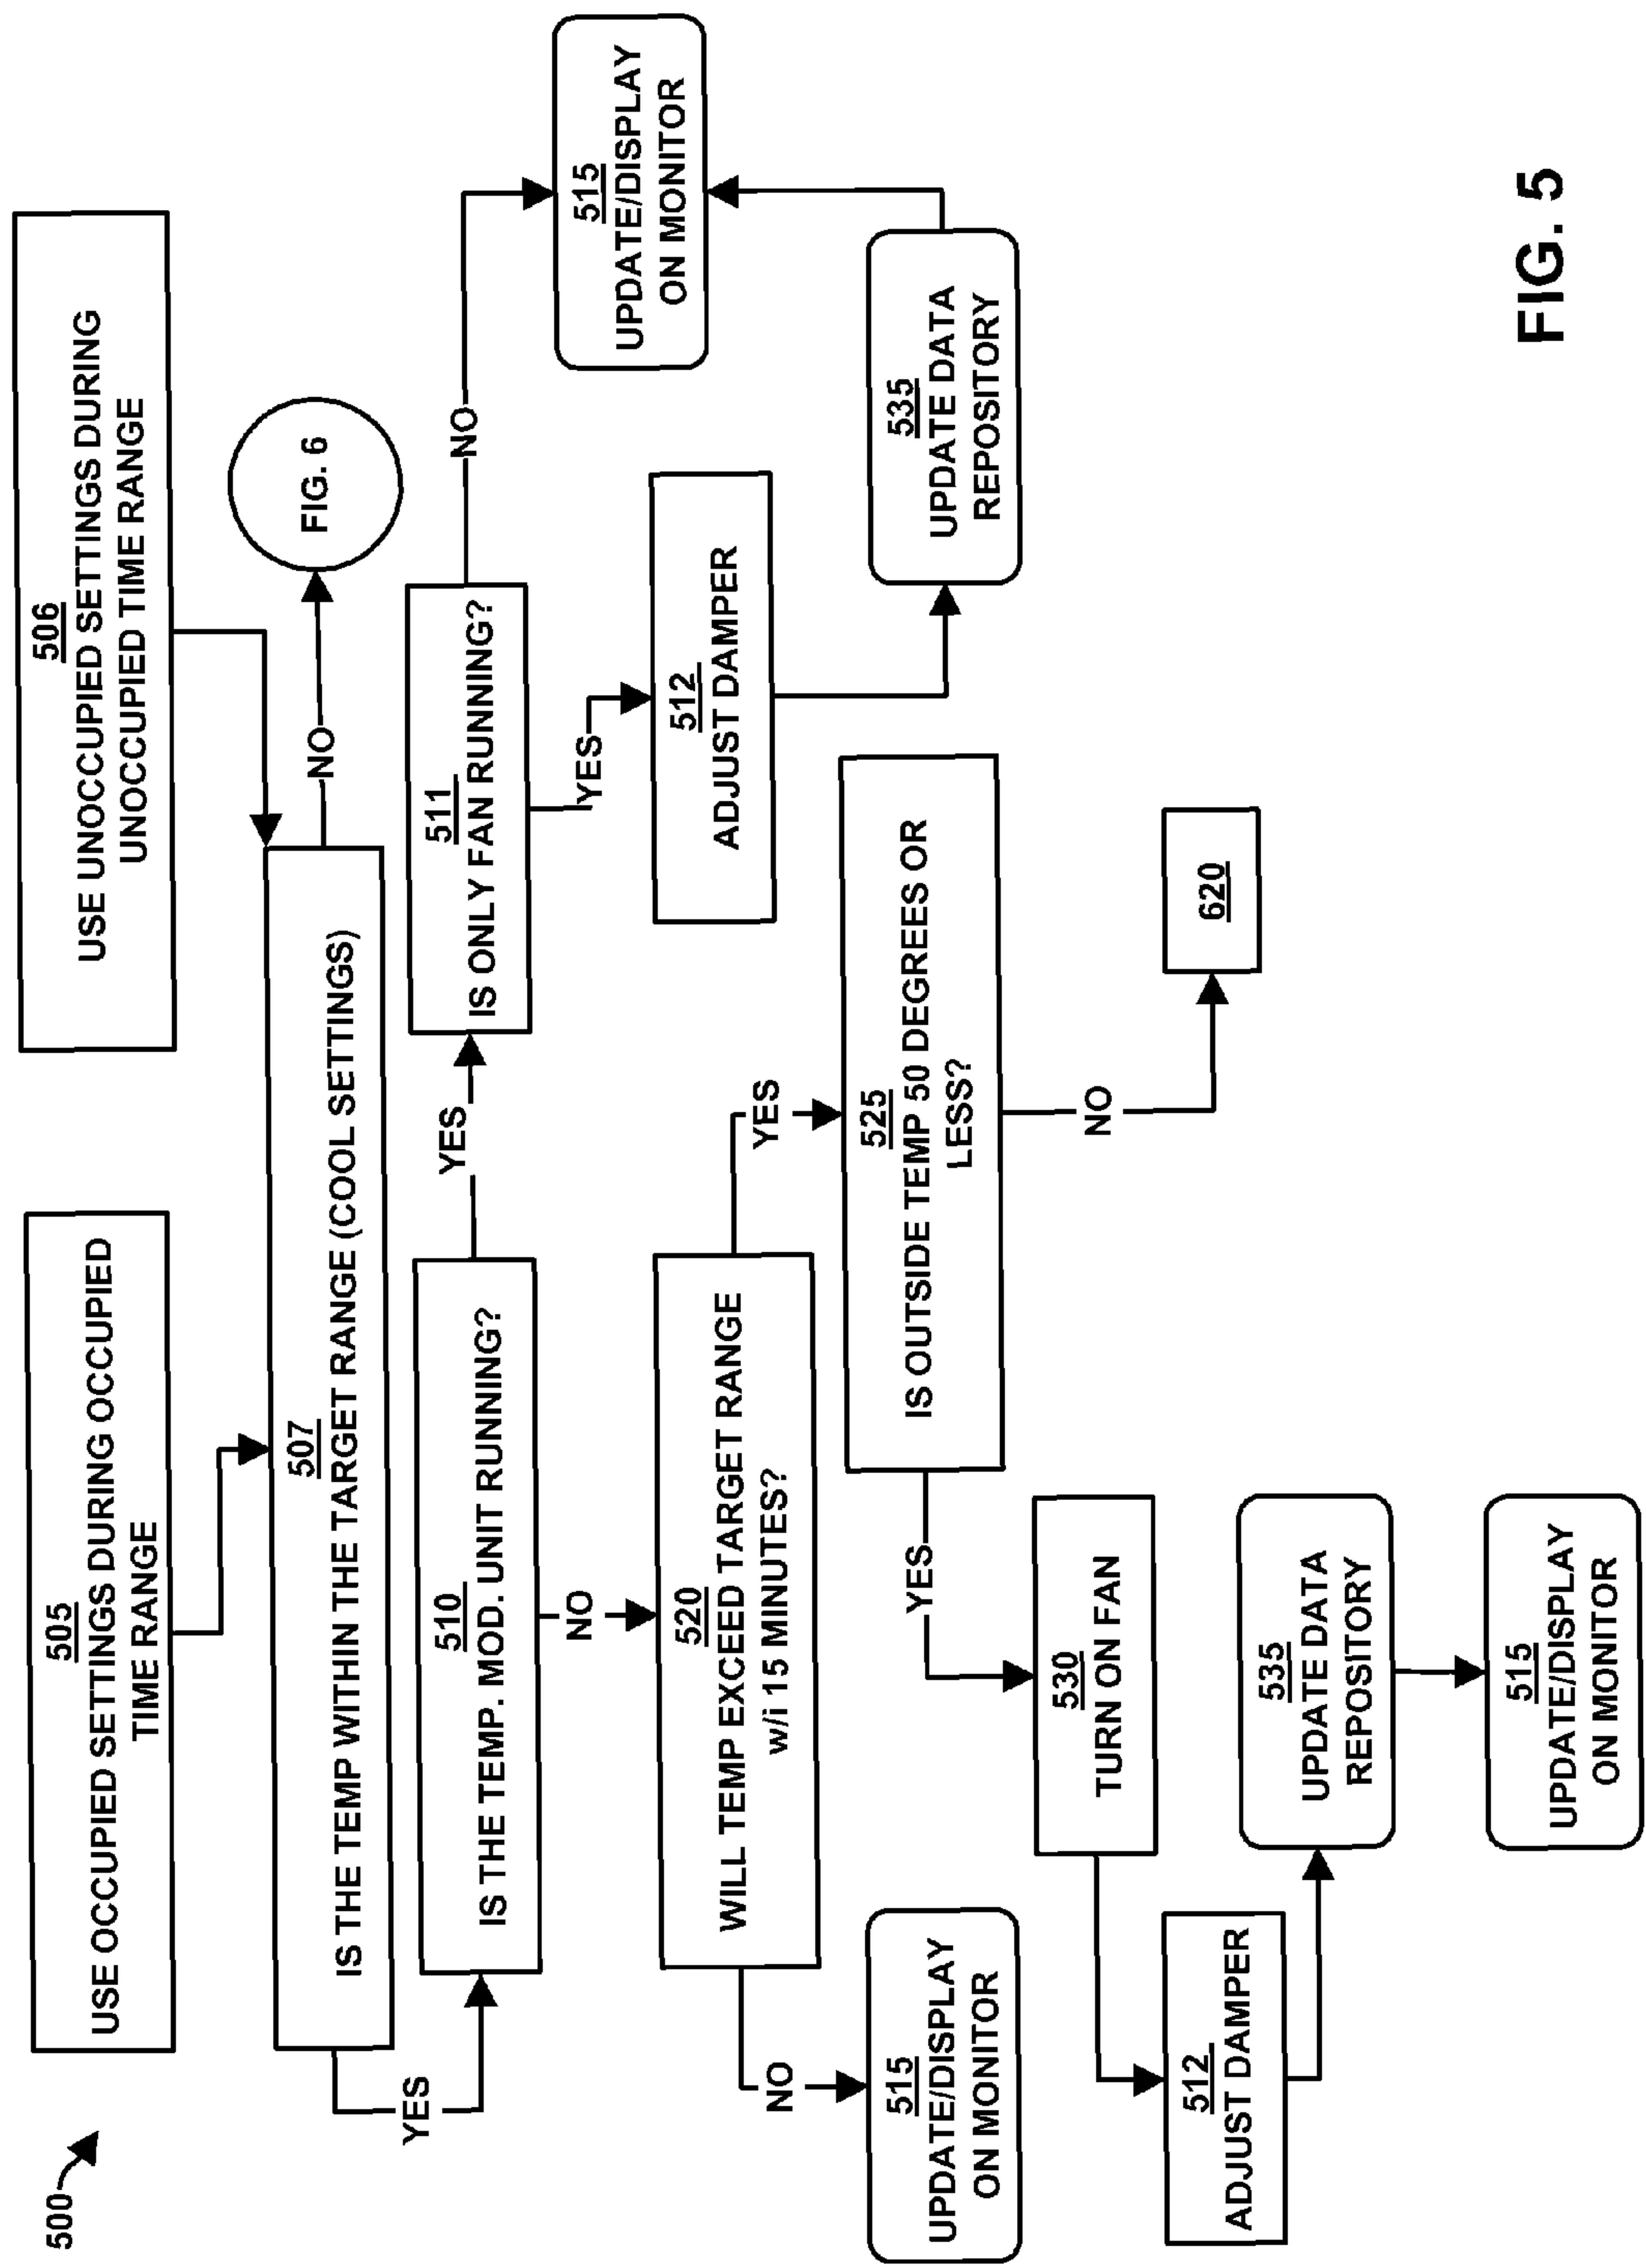 500
505
USE OCCUPIED SETTINGS DURING OCCUPIED
TIME RANGE
506
USE UNOCCUPIED SETTINGS DURING
UNOCCUPIED TIME RANGE
507
IS THE TEMP WITHIN THE TARGET RANGE (COOL SETTINGS)
NO
FIG. 6
YES
510
IS THE TEMP. MOD. UNIT RUNNING?
YES
511
IS ONLY FAN RUNNING?
NO
515
UPDATE/DISPLAY
ON MONITOR
YES
512
ADJUST DAMPER
535
UPDATE DATA
REPOSITORY
NO
520
WILL TEMP EXCEED TARGET RANGE
w/i 15 MINUTES?
YES
525
IS OUTSIDE TEMP 50 DEGREES OR
LESS?
NO
620
NO
515
UPDATE/DISPLAY
ON MONITOR
YES
530
TURN ON FAN
512
ADJUST DAMPER
535
UPDATE DATA
REPOSITORY
515
UPDATE/DISPLAY
ON MONITOR
FIG. 5